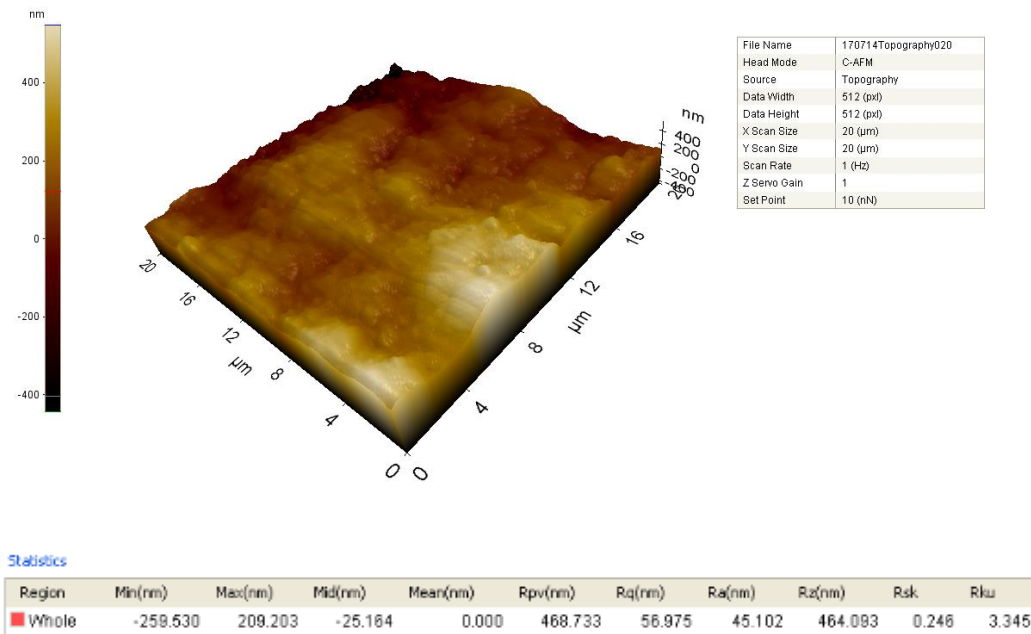 nm
400
200
0
-200
-400
nm
400
200
0
-200
-400
20
16
12
8
4
0
µm
0
4
8
12
16
µm
File Name 170714Topography020
Head Mode C-AFM
Source Topography
Data Width 512 (pxl)
Data Height 512 (pxl)
X Scan Size 20 (µm)
Y Scan Size 20 (µm)
Scan Rate 1 (Hz)
Z Servo Gain 1
Set Point 10 (nN)
Statistics
Region Min(nm) Max(nm) Mid(nm) Mean(nm) Rpv(nm) Rq(nm) Ra(nm) Rz(nm) Rsk Rku
Whole -259.530 209.203 -25.164 0.000 468.733 56.975 45.102 464.093 0.246 3.345